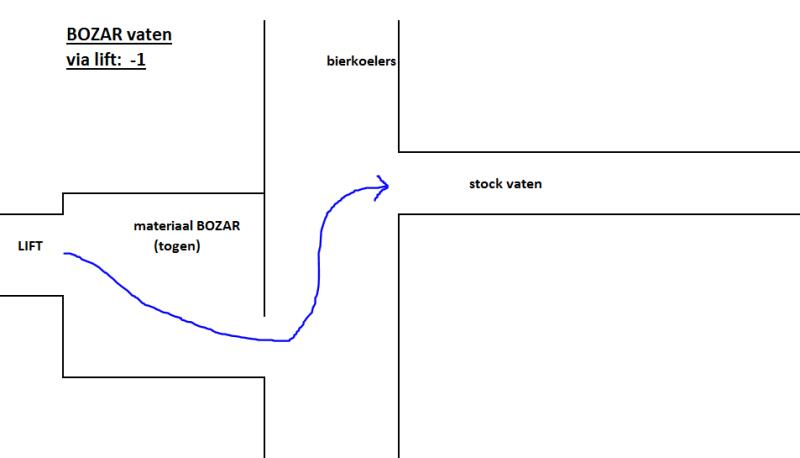 BOZAR vaten
via lift:  -1
bierkoelers
stock vaten
materiaal BOZAR
(togen)
LIFT